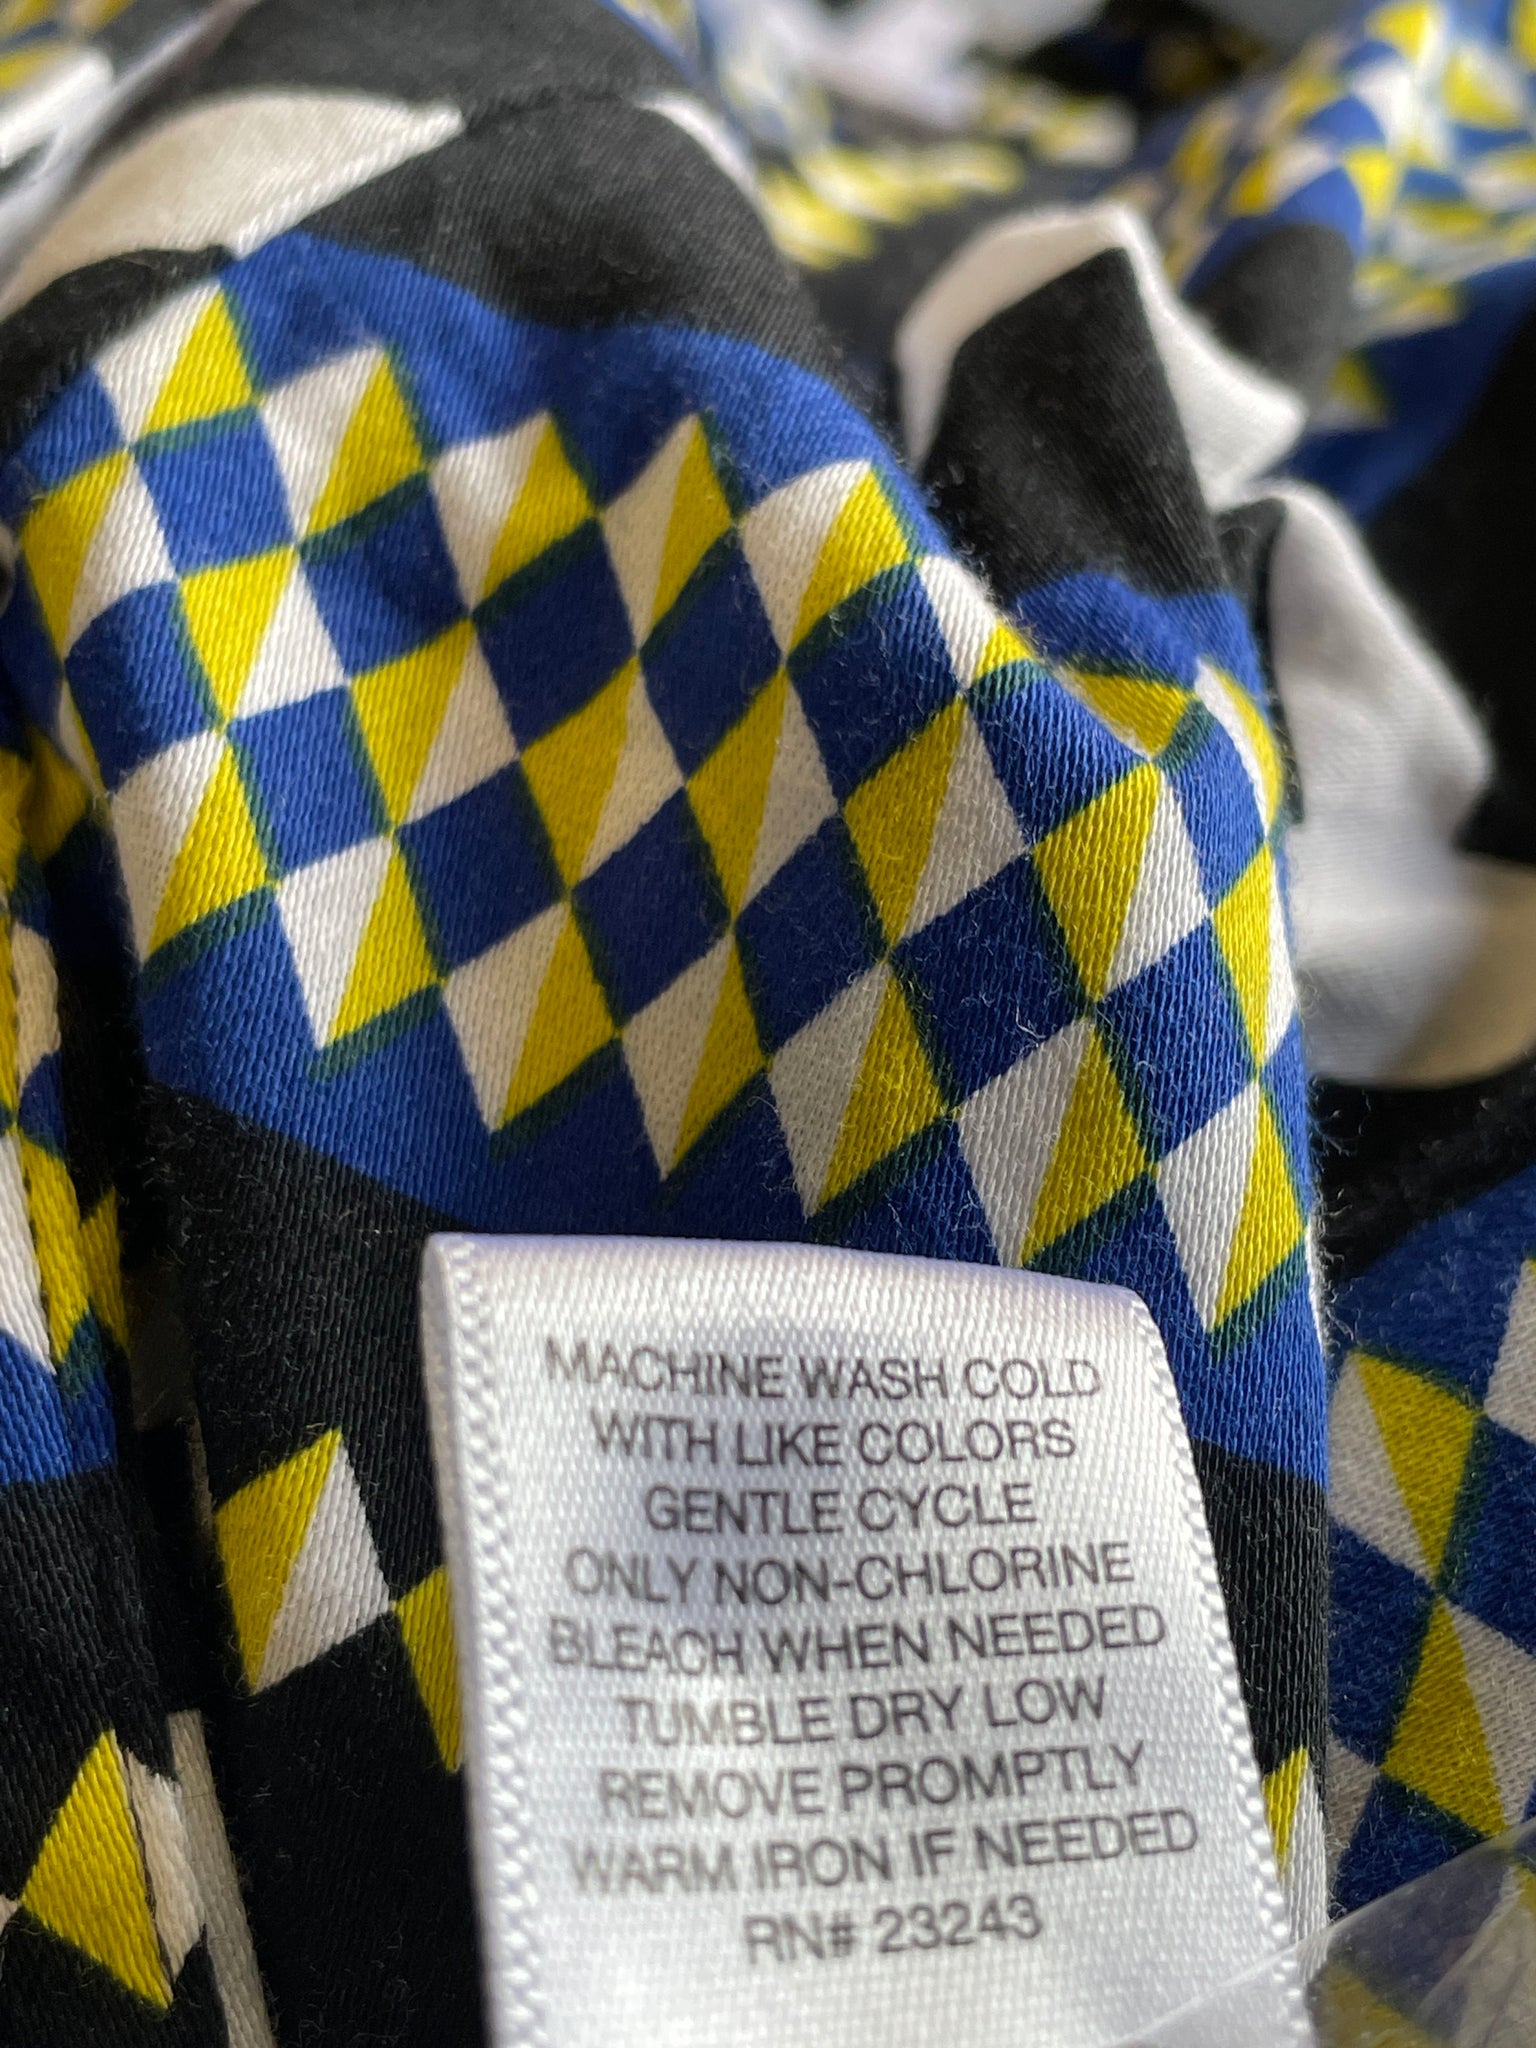 MACHINE WASH COLD
WITH LIKE COLORS
GENTLE CYCLE
ONLY NON-CHLORINE
BLEACH WHEN NEEDED
TUMBLE DRY LOW
REMOVE PROMPTLY
WARM IRON IF NEEDED
RN# 23243